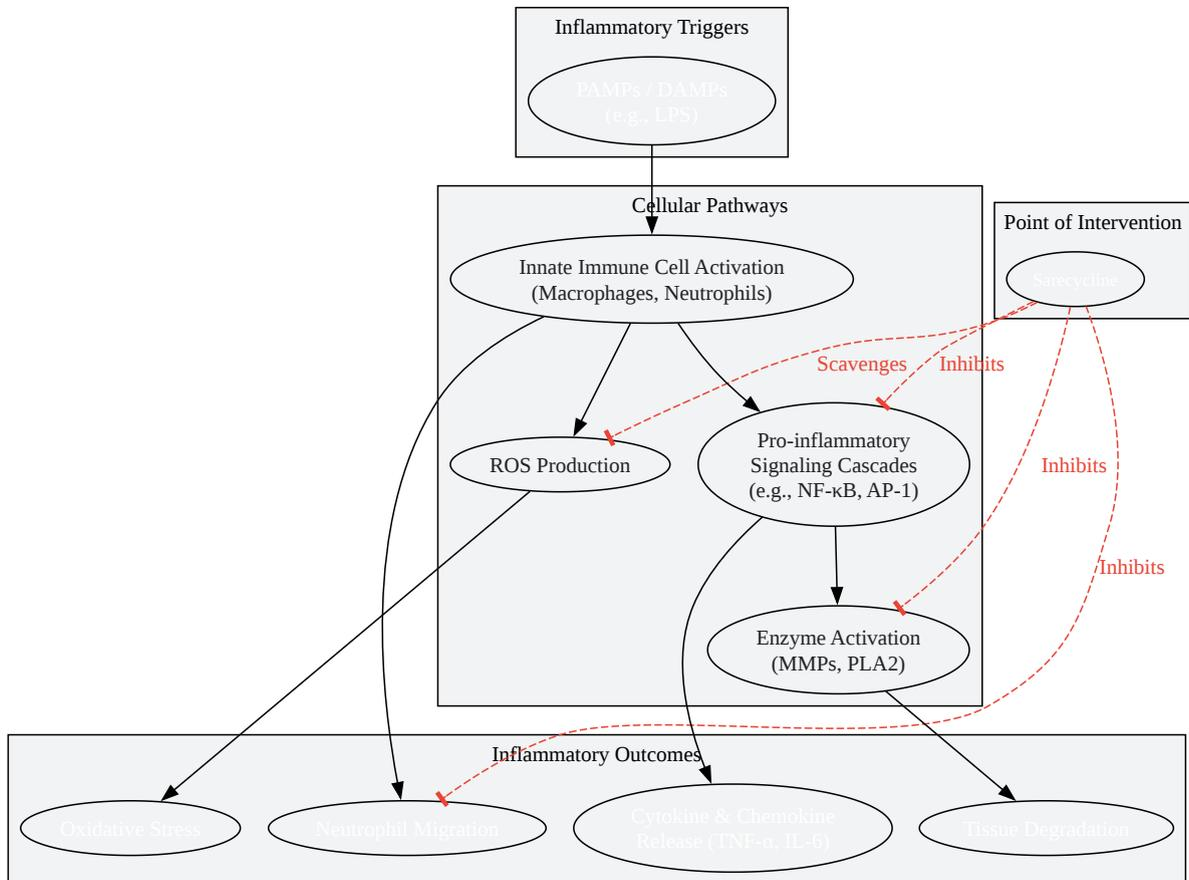 Inflammatory Triggers
PAMPs / DAMPs
(e.g., LPS)
Cellular Pathways
Point of Intervention
Innate Immune Cell Activation
(Macrophages, Neutrophils)
Sarecycline
Scavenges
Inhibits
ROS Production
Pro-inflammatory
Signaling Cascades
(e.g., NF-κB, AP-1)
Inhibits
Inhibits
Enzyme Activation
(MMPs, PLA2)
Inflammatory Outcomes
Oxidative Stress
Neutrophil Migration
Cytokine & Chemokine
Release (TNF-α, IL-6)
Tissue Degradation